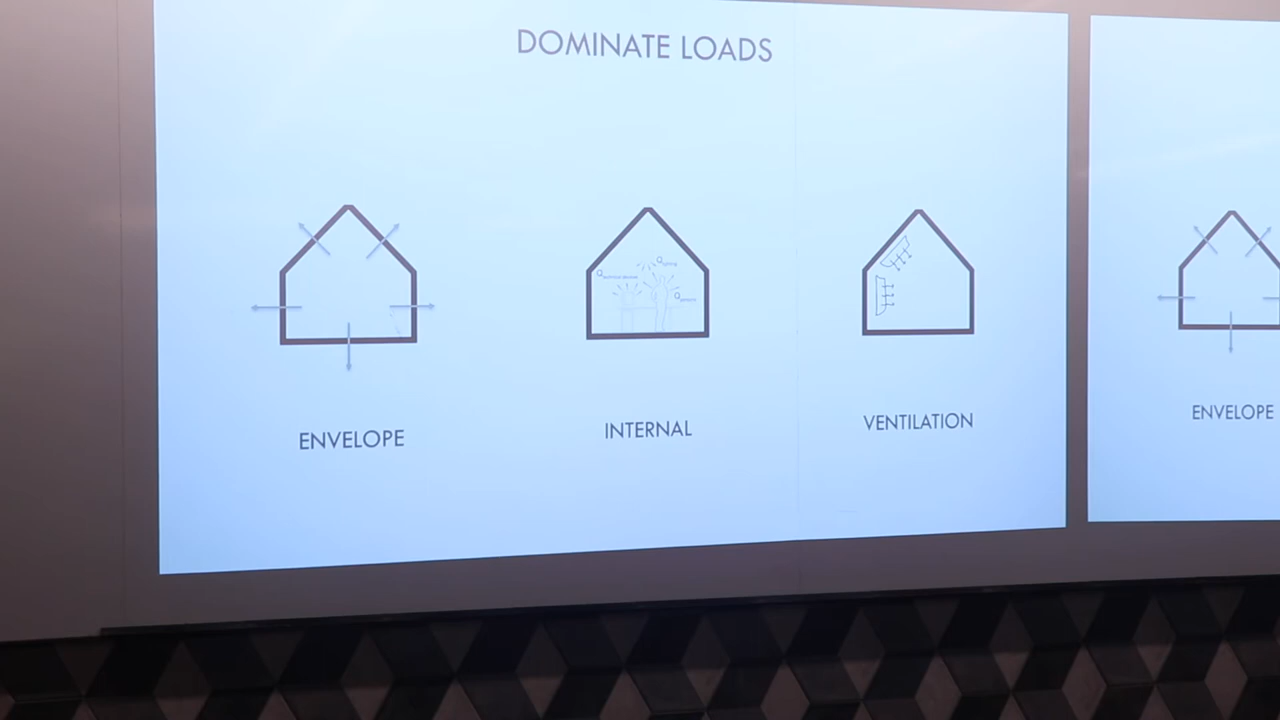 DOMINATE LOADS
ENVELOPE
INTERNAL
VENTILATION
ENVELOPE